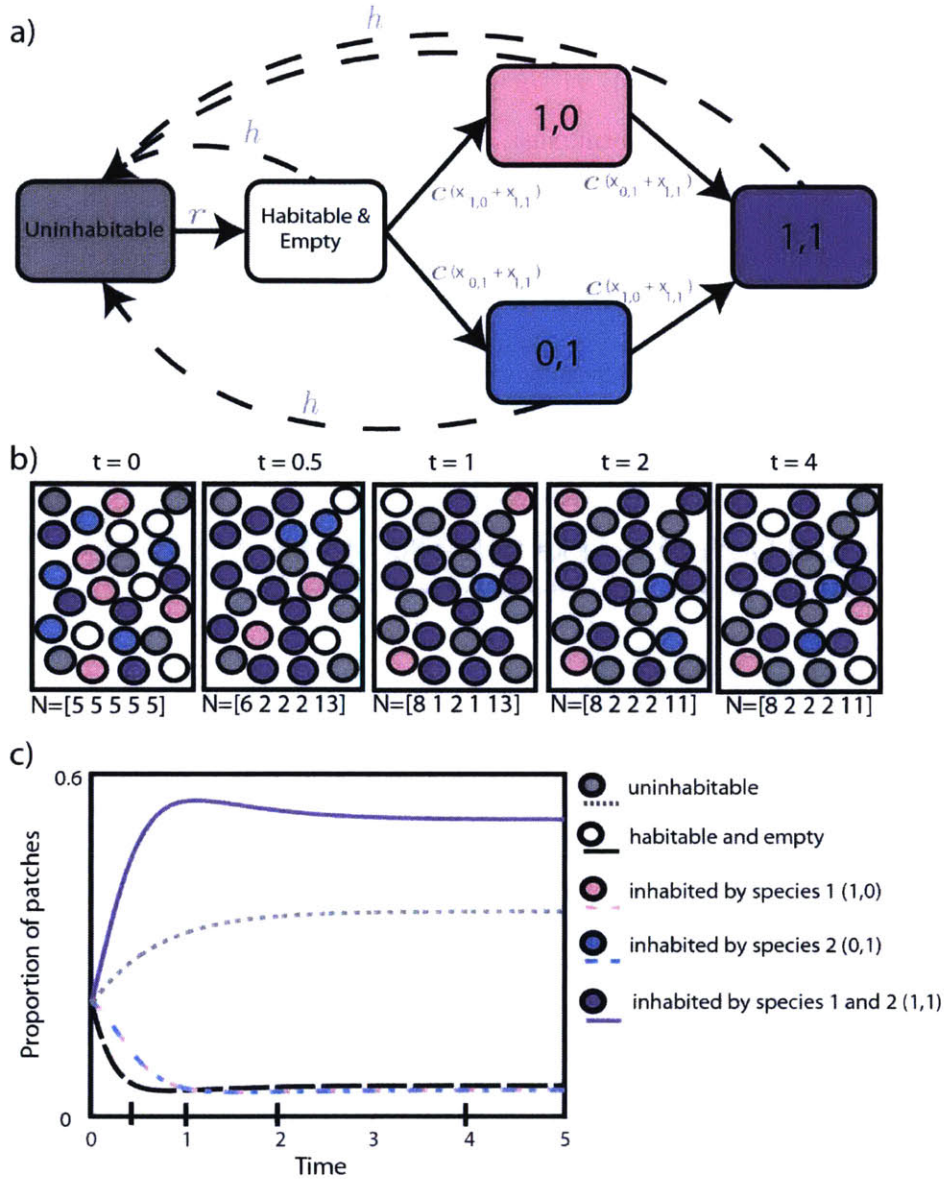 a)
h
h
1,0
c(x1,0 + x1,1)
c(x0,1 + x1,1)
Uninhabitable
r
Habitable &
Empty
1,1
c(x0,1 + x1,1)
c(x1,0 + x1,1)
0,1
h
b)
t = 0
t = 0.5
t = 1
t = 2
t = 4
N=[5 5 5 5 5]
N=[6 2 2 2 13]
N=[8 1 2 1 13]
N=[8 2 2 2 11]
N=[8 2 2 2 11]
c)
0.6
Proportion of patches
0
0
1
2
3
4
5
Time
uninhabitable
habitable and empty
inhabited by species 1 (1,0)
inhabited by species 2 (0,1)
inhabited by species 1 and 2 (1,1)